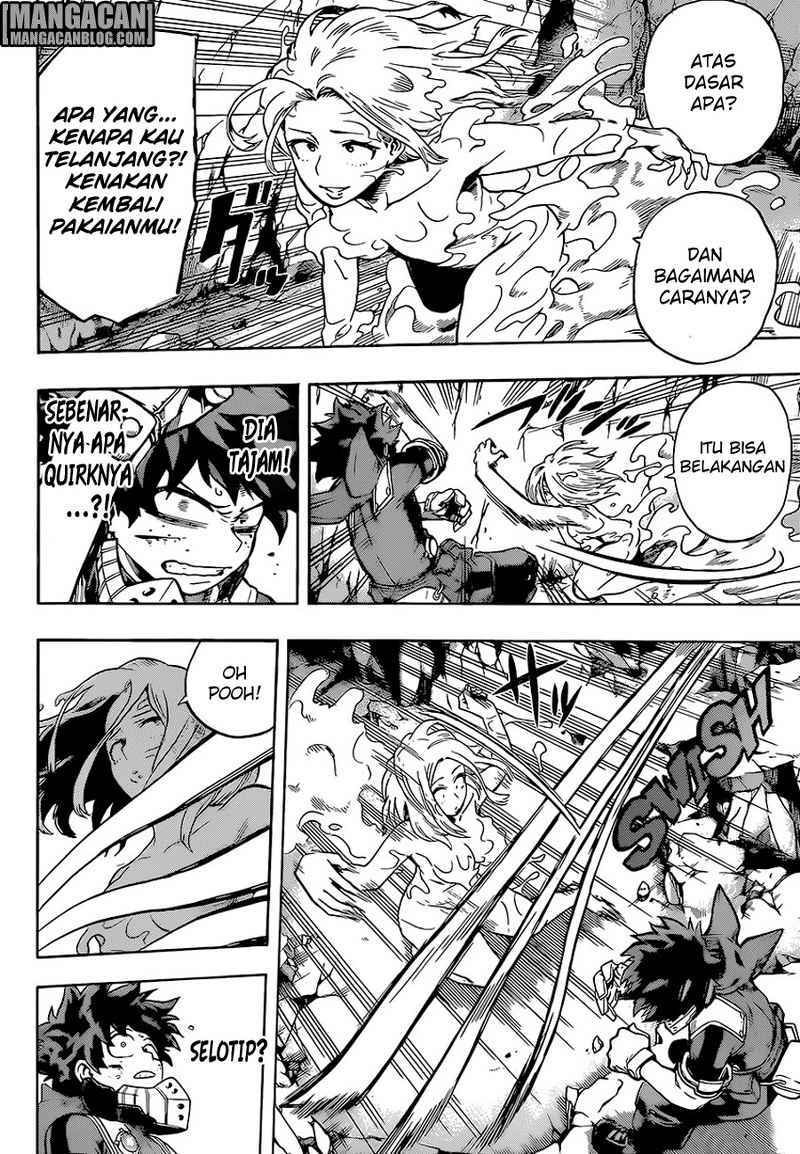 MANGACAN
MANGACANBLOG.COM
ATAS
DASAR
APA?
DAN
BAGAIMANA
CARANYA?
APA YANG...
KENAPA KAU
TELANJANG?!
KENAKAN
KEMBALI
PAKAIANMU!
ITU BISA
BELAKANGAN
DIA
TAJAM!
SEBENAR-
NYA APA
QUIRKNYA
...?!
SWISH
OH
POOH!
SELOTIP?